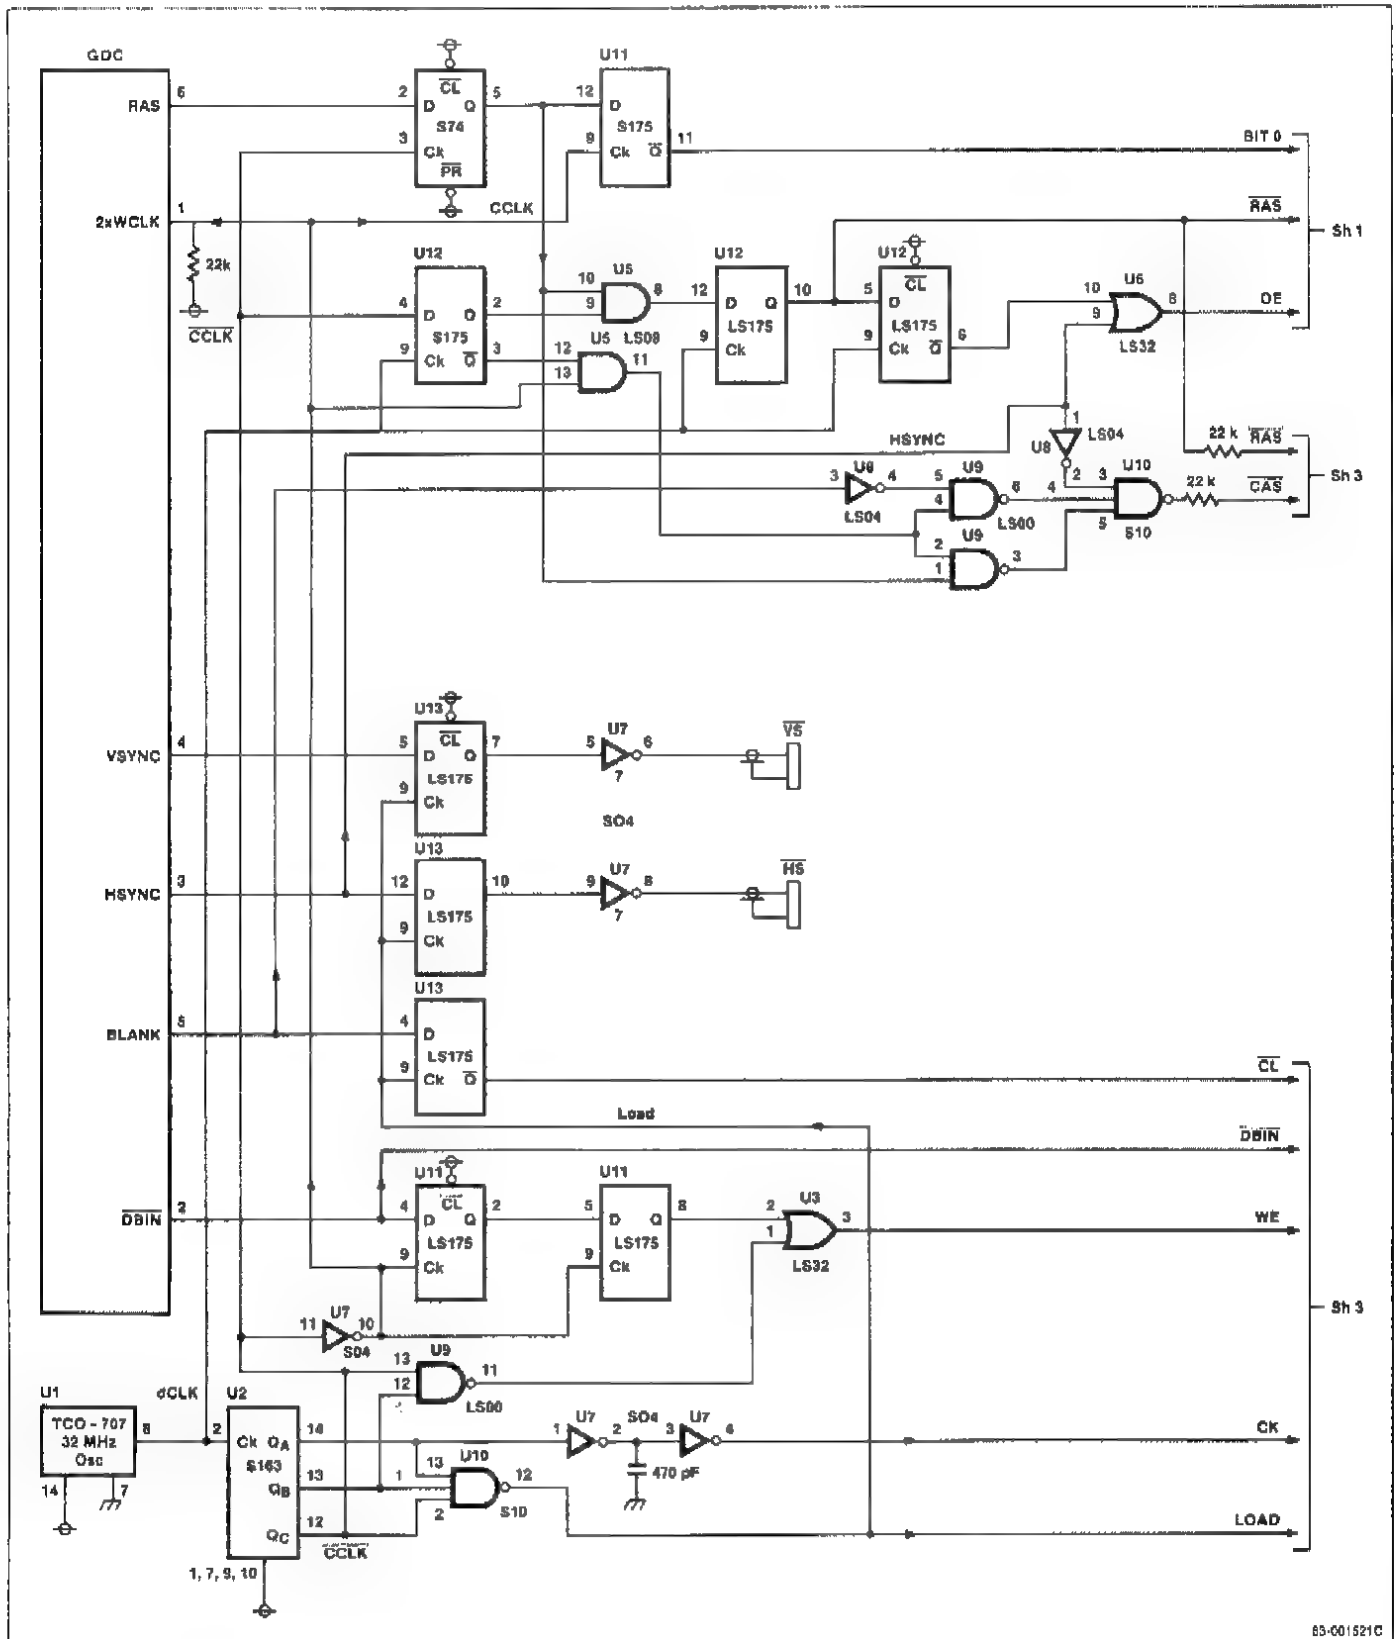 GDC
RAS
6
2
D
CL
Q
5
S74
3
Ck
PR
U11
12
D
S175
9
Ck
Q
11
BIT 0
RAS
Sh 1
2xWCLK
1
CCLK
22k
CCLK
U12
4
D
Q
2
S175
9
Ck
Q
3
10
U5
9
8
LS08
U5
12
13
11
U12
12
D
Q
10
LS175
9
Ck
U12
CL
5
D
LS175
9
Ck
Q
6
U6
10
9
8
LS32
OE
HSYNC
1
LS04
U8
2
22 k
RAS
Sh 3
3
4
LS04
5
U9
4
6
LS00
3
U10
4
5
S10
22 k
CAS
U9
2
1
3
VSYNC
4
U13
CL
5
D
Q
7
LS175
9
Ck
U7
5
6
7
VS
SO4
HSYNC
3
U13
12
D
10
LS175
9
Ck
U7
9
8
7
HS
BLANK
5
U13
4
D
LS175
9
Ck
Q
CL
Load
DBIN
DBIN
2
U11
CL
4
D
Q
2
LS175
9
Ck
U11
5
D
Q
8
LS175
9
U3
2
1
3
LS32
WE
Sh 3
U7
11
10
S04
U9
13
12
11
LS00
U1
TCO - 707
32 MHz
Osc
8
14
7
dCLK
U2
2
Ck
QA
14
S163
QB
13
QC
12
CCLK
1, 7, 9, 10
U7
1
2
SO4
3
U7
4
CK
470 pF
U10
13
1
2
12
S10
LOAD
83-001521C